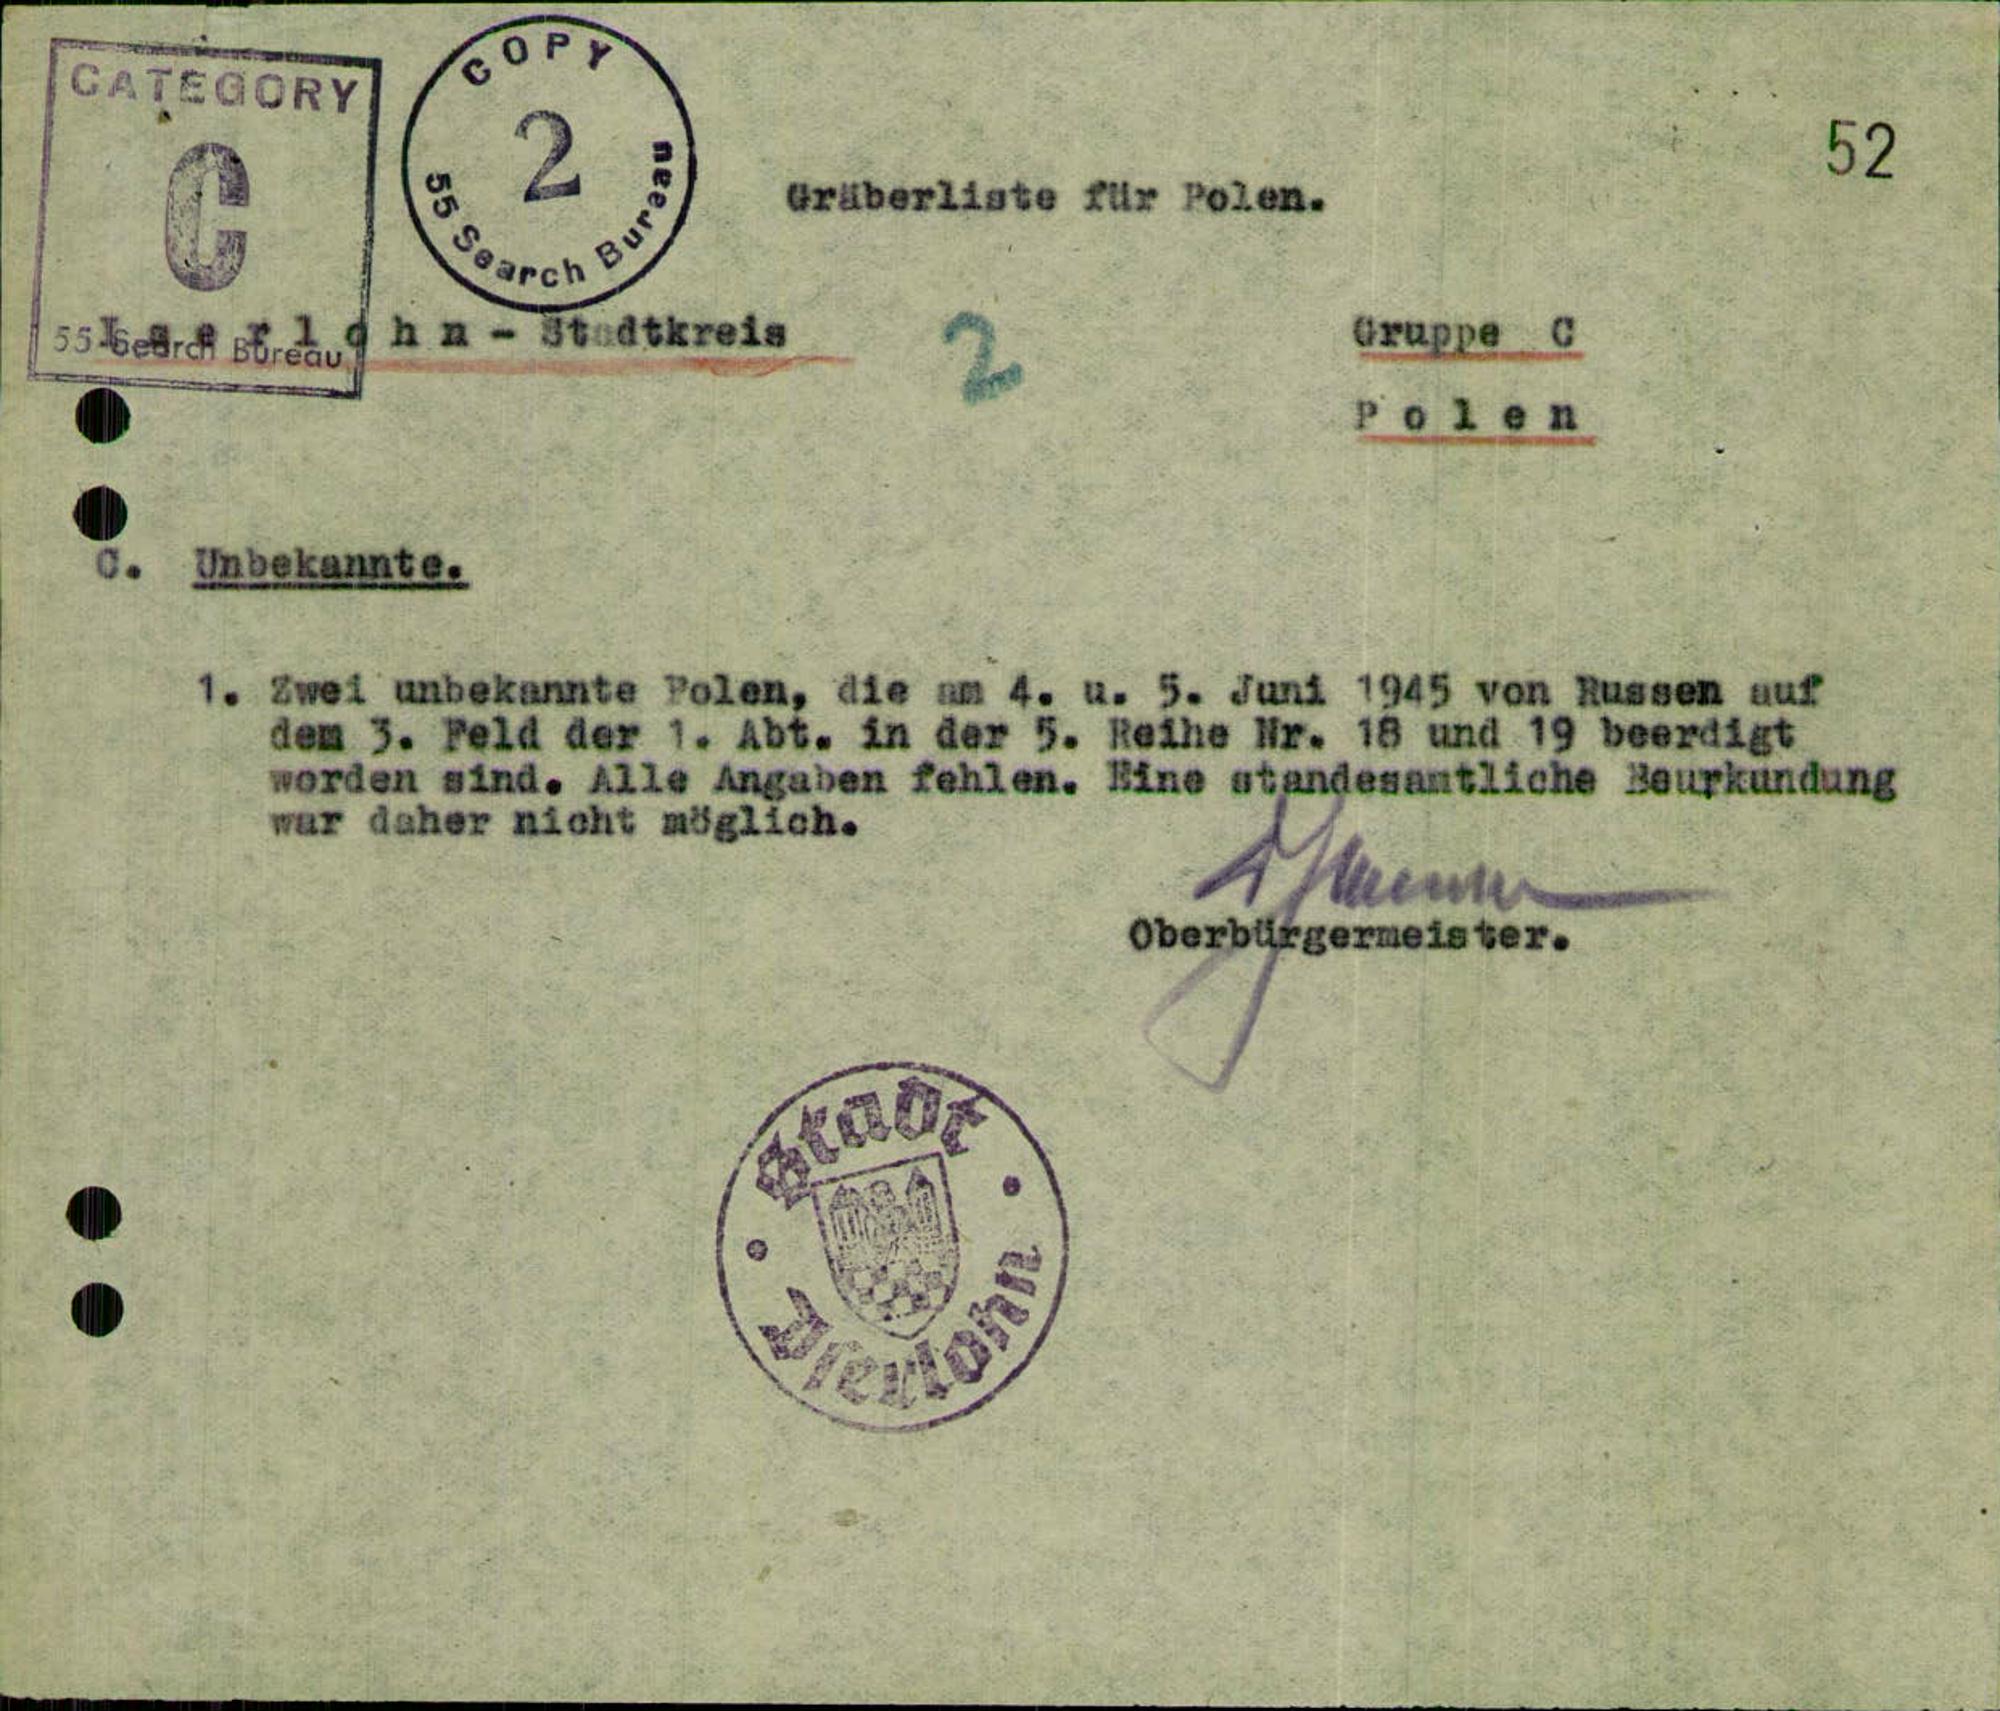 CATEGORY
C
55 Search Bureau
COPY
2
55 Search Bureau
52
Gräberliste für Polen.
Iserlohn - Stadtkreis
2
Gruppe C
Polen
C. Unbekannte.
1. Zwei unbekannte Polen, die am 4. u. 5. Juni 1945 von Russen auf
dem 3. Feld der 1. Abt. in der 5. Reihe Nr. 18 und 19 beerdigt
worden sind. Alle Angaben fehlen. Eine standesamtliche Beurkundung
war daher nicht möglich.
Oberbürgermeister.
Stadt
Iserlohn